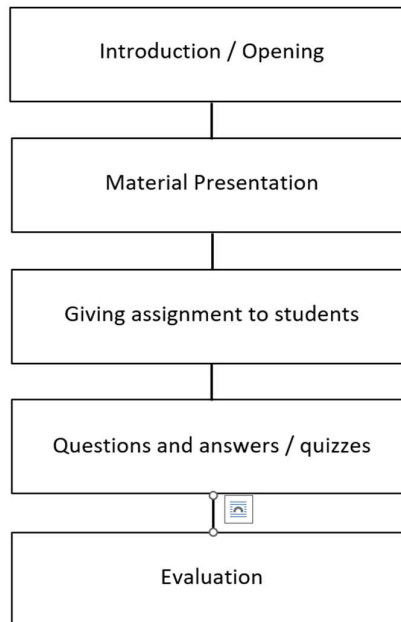 Introduction / Opening
Material Presentation
Giving assignment to students
Questions and answers / quizzes
Evaluation